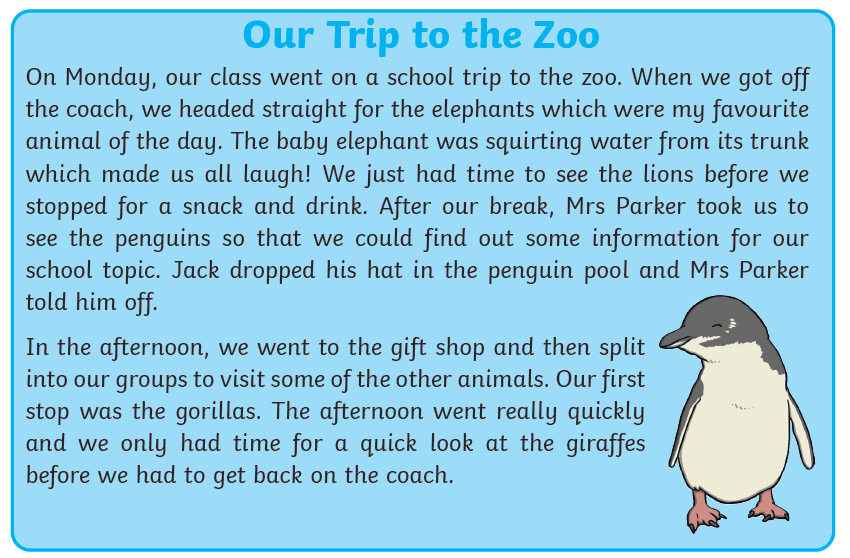 Our Trip to the Zoo
On Monday, our class went on a school trip to the zoo. When we got off
the coach, we headed straight for the elephants which were my favourite
animal of the day. The baby elephant was squirting water from its trunk
which made us all laugh! We just had time to see the lions before we
stopped for a snack and drink. After our break, Mrs Parker took us to
see the penguins so that we could find out some information for our
school topic. Jack dropped his hat in the penguin pool and Mrs Parker
told him off.
In the afternoon, we went to the gift shop and then split
into our groups to visit some of the other animals. Our first
stop was the gorillas. The afternoon went really quickly
and we only had time for a quick look at the giraffes
before we had to get back on the coach.